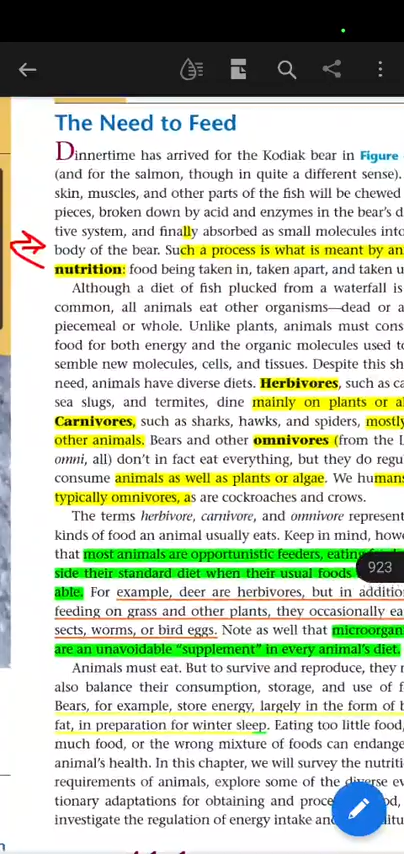 The Need to Feed
Dinnertime has arrived for the Kodiak bear in Figure
(and for the salmon, though in quite a different sense).
skin, muscles, and other parts of the fish will be chewed
pieces, broken down by acid and enzymes in the bear's d
tive system, and finally absorbed as small molecules into
body of the bear. Such a process is what is meant by an
nutrition: food being taken in, taken apart, and taken u
Although a diet of fish plucked from a waterfall is
common, all animals eat other organisms—dead or a
piecemeal or whole. Unlike plants, animals must cons
food for both energy and the organic molecules used to
semble new molecules, cells, and tissues. Despite this sh
need, animals have diverse diets. Herbivores, such as ca
sea slugs, and termites, dine mainly on plants or al
Carnivores, such as sharks, hawks, and spiders, mostly
other animals. Bears and other omnivores (from the L
omni, all) don't in fact eat everything, but they do regu
consume animals as well as plants or algae. We humans
typically omnivores, as are cockroaches and crows.
The terms herbivore, carnivore, and omnivore represent
kinds of food an animal usually eats. Keep in mind, howe
that most animals are opportunistic feeders, eating
side their standard diet when their usual foods
923
able. For example, deer are herbivores, but in addition
feeding on grass and other plants, they occasionally ea
sects, worms, or bird eggs. Note as well that microorgan
are an unavoidable “supplement” in every animal's diet.
Animals must eat. But to survive and reproduce, they m
also balance their consumption, storage, and use of f
Bears, for example, store energy, largely in the form of b
fat, in preparation for winter sleep. Eating too little food,
much food, or the wrong mixture of foods can endange
animal's health. In this chapter, we will survey the nutriti
requirements of animals, explore some of the diverse ev
tionary adaptations for obtaining and proce
investigate the regulation of energy intake an